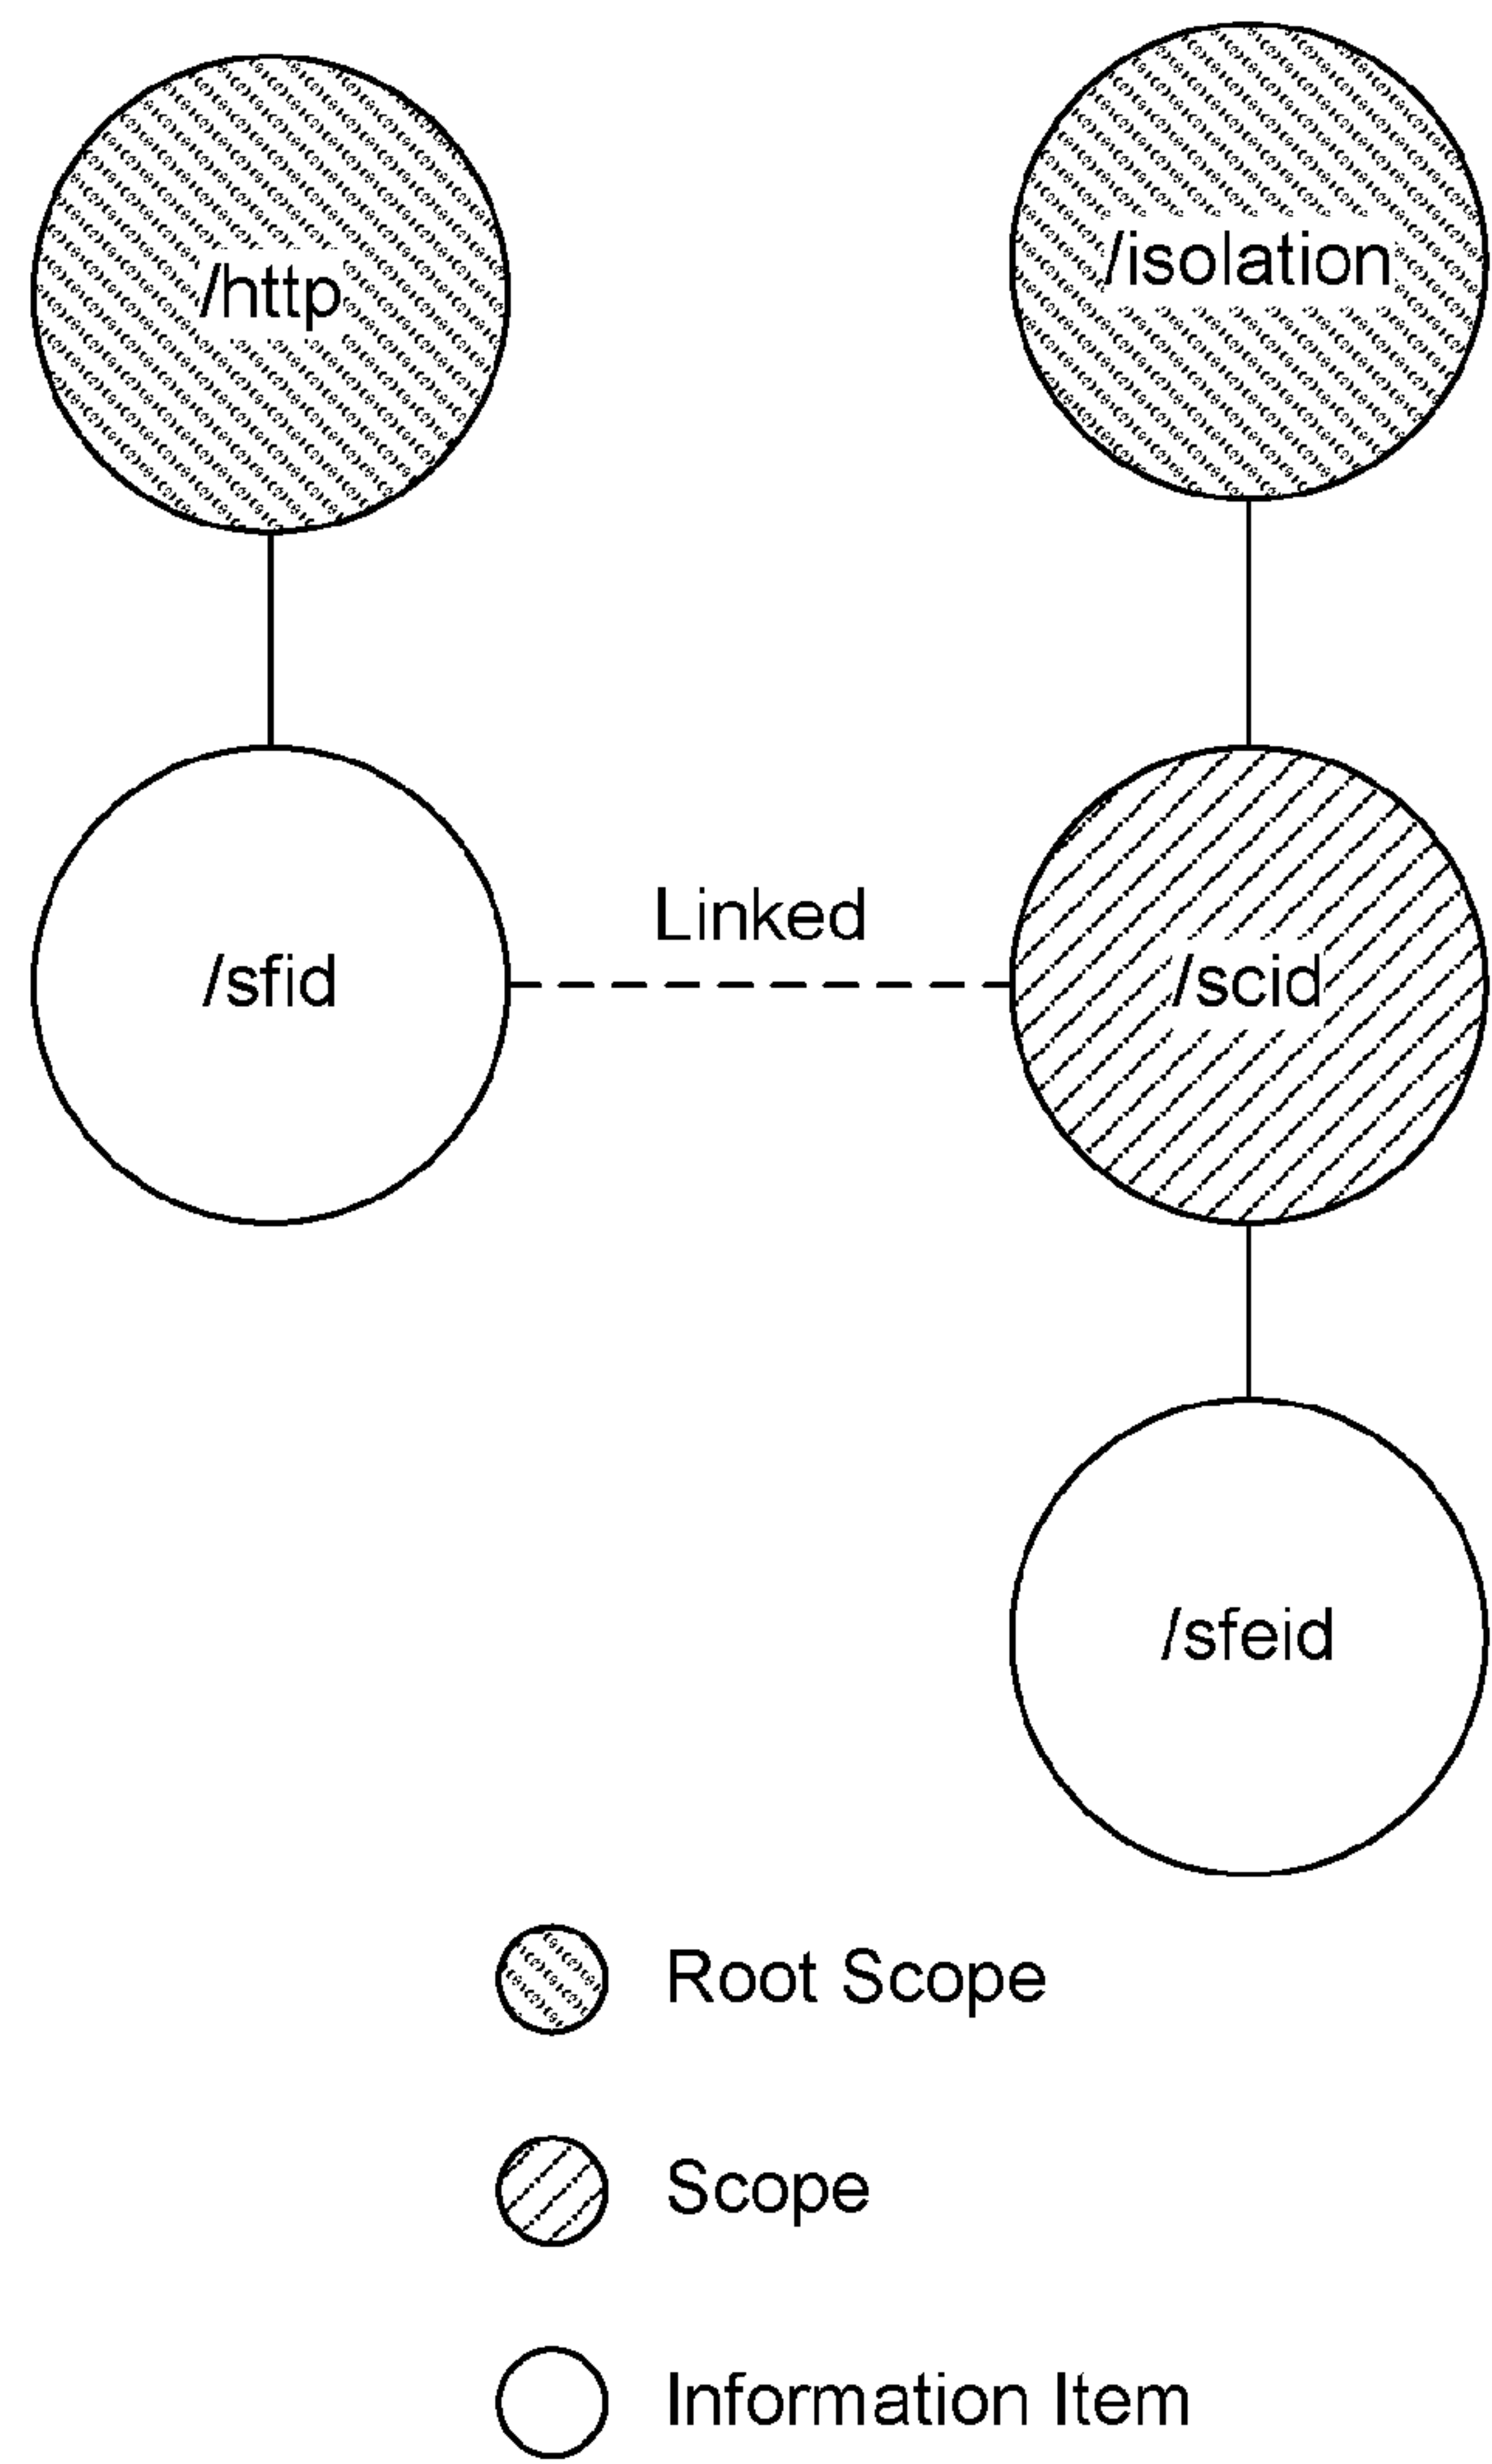 /http
/isolation
Linked
/sfid
/scid
/sfeid
Root Scope
Scope
Information Item